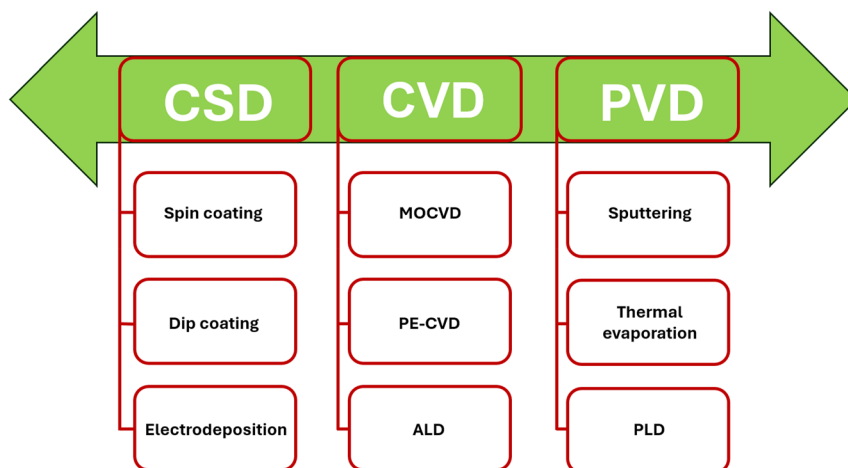 CSD
CVD
PVD
Spin coating
MOCVD
Sputtering
Dip coating
PE-CVD
Thermal
evaporation
Electrodeposition
ALD
PLD